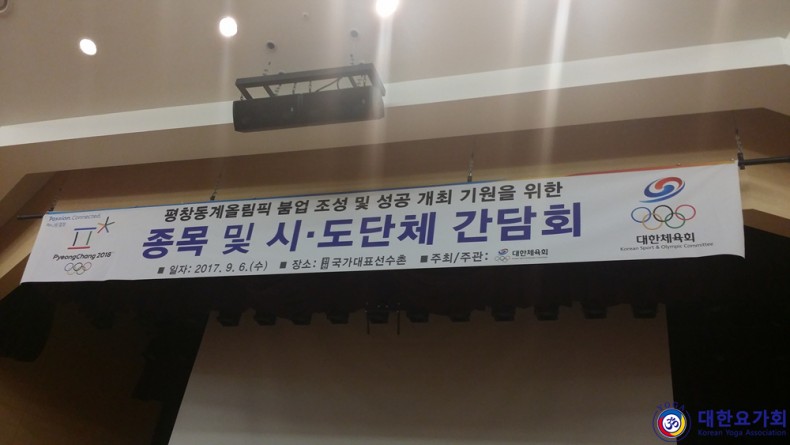 Passion. Connected.
PyeongChang 2018
평창동계올림픽 붐업 조성 및 성공 개최 기원을 위한
종목 및 시·도단체 간담회
■ 일자: 2017. 9. 6.(수) ■ 장소: 국가대표선수촌 ■ 주최/주관: 대한체육회
대한체육회
Korean Sport & Olympic Committee
YOGA
대한요가회
Korean Yoga Association